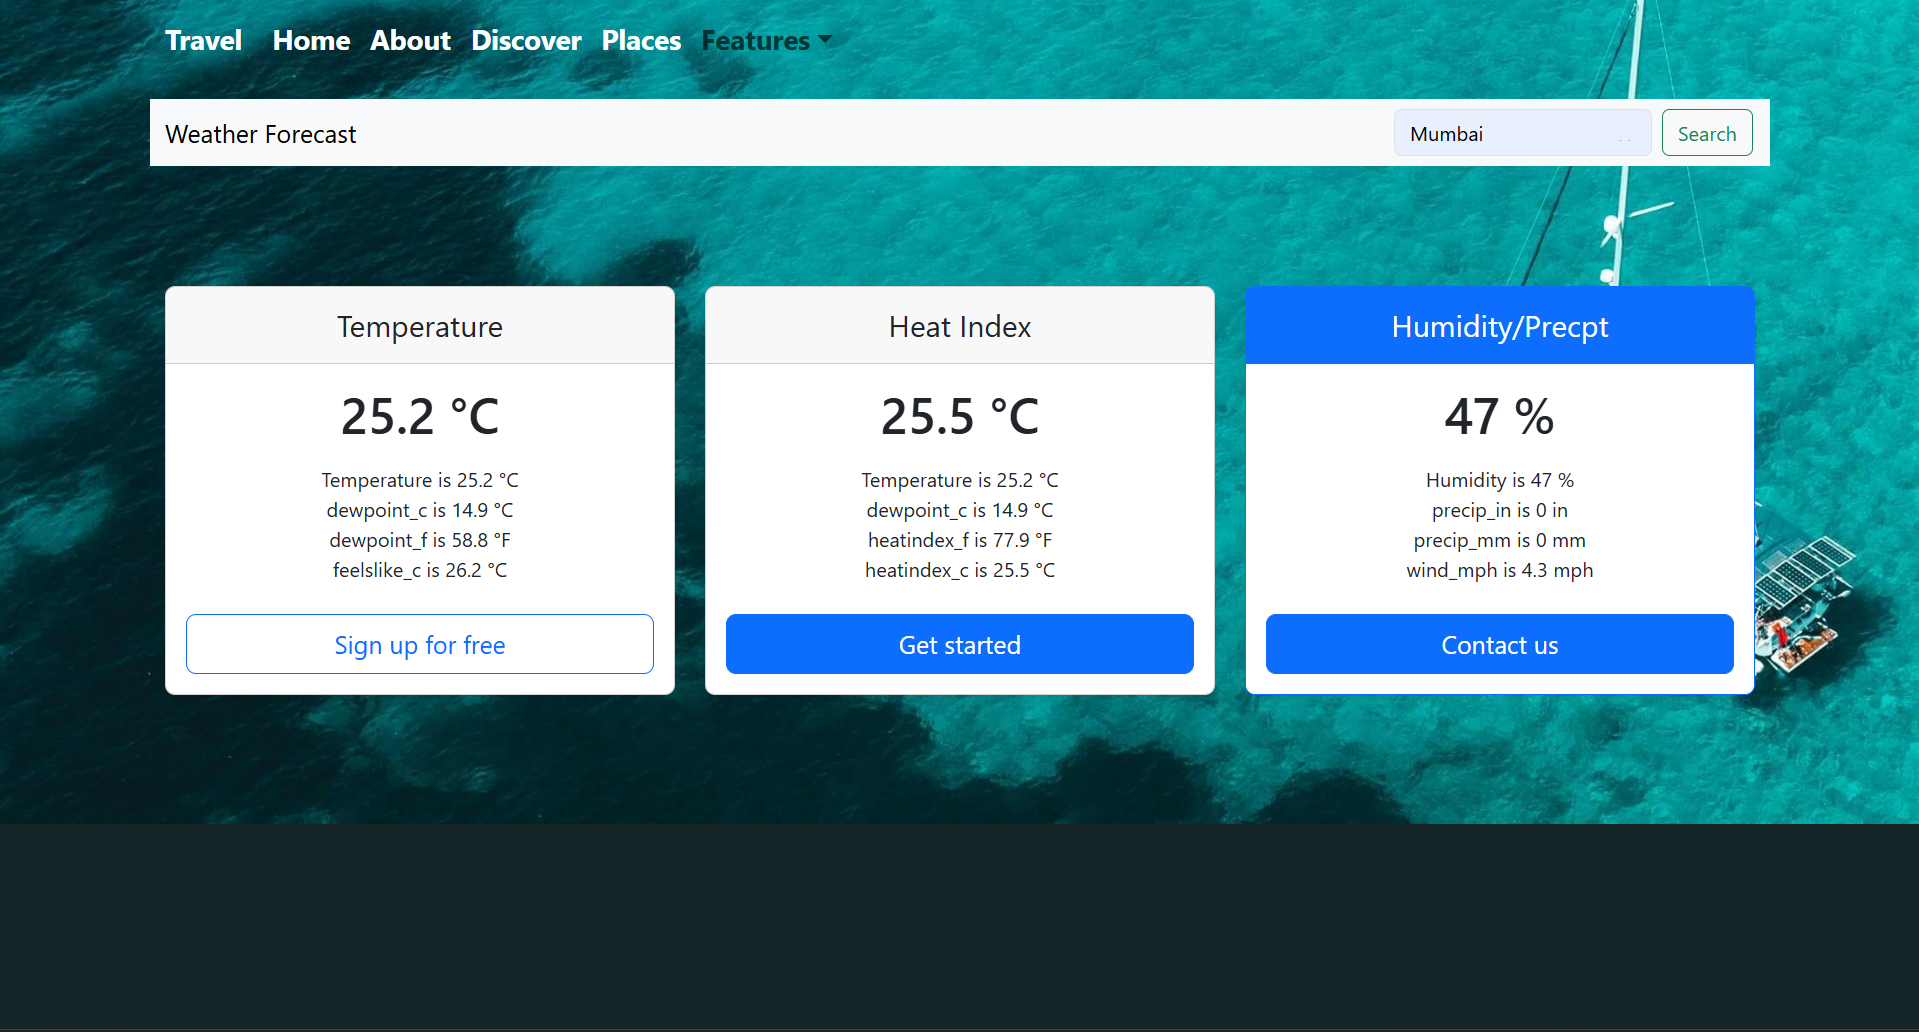 Travel Home About Discover Places Features
Weather Forecast Mumbai Search
Temperature
25.2 °C
Temperature is 25.2 °C
dewpoint_c is 14.9 °C
dewpoint_f is 58.8 °F
feelslike_c is 26.2 °C
Sign up for free
Heat Index
25.5 °C
Temperature is 25.2 °C
dewpoint_c is 14.9 °C
heatindex_f is 77.9 °F
heatindex_c is 25.5 °C
Get started
Humidity/Precpt
47 %
Humidity is 47 %
precip_in is 0 in
precip_mm is 0 mm
wind_mph is 4.3 mph
Contact us